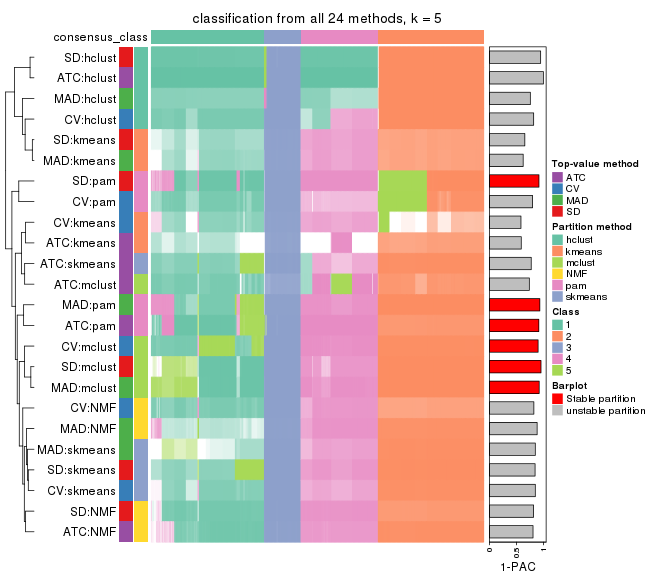 classification from all 24 methods, k = 5
consensus_class
SD:hclust
ATC:hclust
MAD:hclust
CV:hclust
SD:kmeans
MAD:kmeans
SD:pam
CV:pam
CV:kmeans
ATC:kmeans
ATC:skmeans
ATC:mclust
MAD:pam
ATC:pam
CV:mclust
SD:mclust
MAD:mclust
CV:NMF
MAD:NMF
MAD:skmeans
SD:skmeans
CV:skmeans
SD:NMF
ATC:NMF
0
0.5
1
1-PAC
Top-value method
ATC
CV
MAD
SD
Partition method
hclust
kmeans
mclust
NMF
pam
skmeans
Class
1
2
3
4
5
Barplot
Stable partition
unstable partition